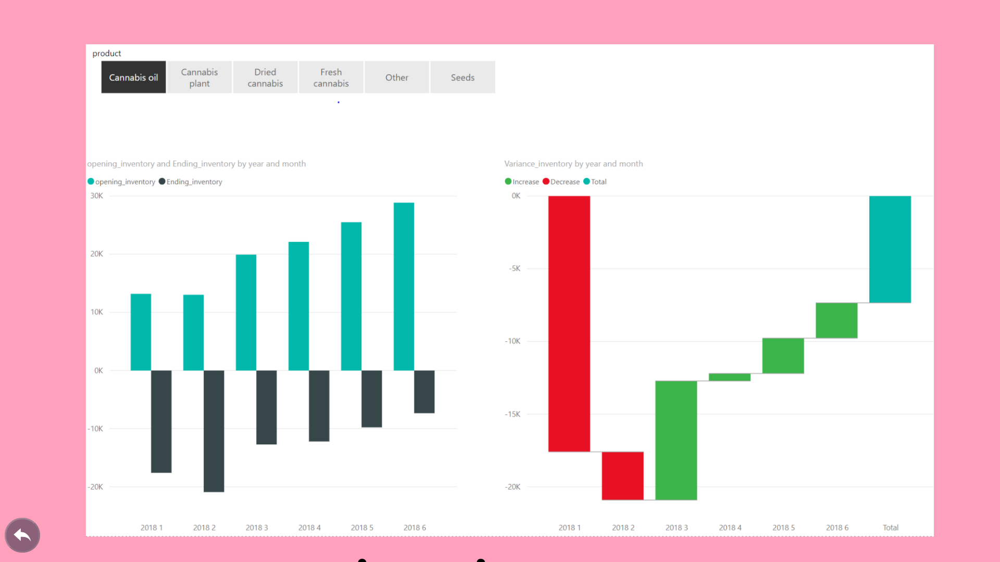 product
Cannabis oil
Cannabis
plant
Dried
cannabis
Fresh
cannabis
Other
Seeds
opening_inventory and Ending_inventory by year and month
opening_inventory Ending_inventory
30K
20K
10K
0K
-10K
-20K
2018 1 2018 2 2018 3 2018 4 2018 5 2018 6
Variance_inventory by year and month
Increase Decrease Total
0K
-5K
-10K
-15K
-20K
2018 1 2018 2 2018 3 2018 4 2018 5 2018 6 Total